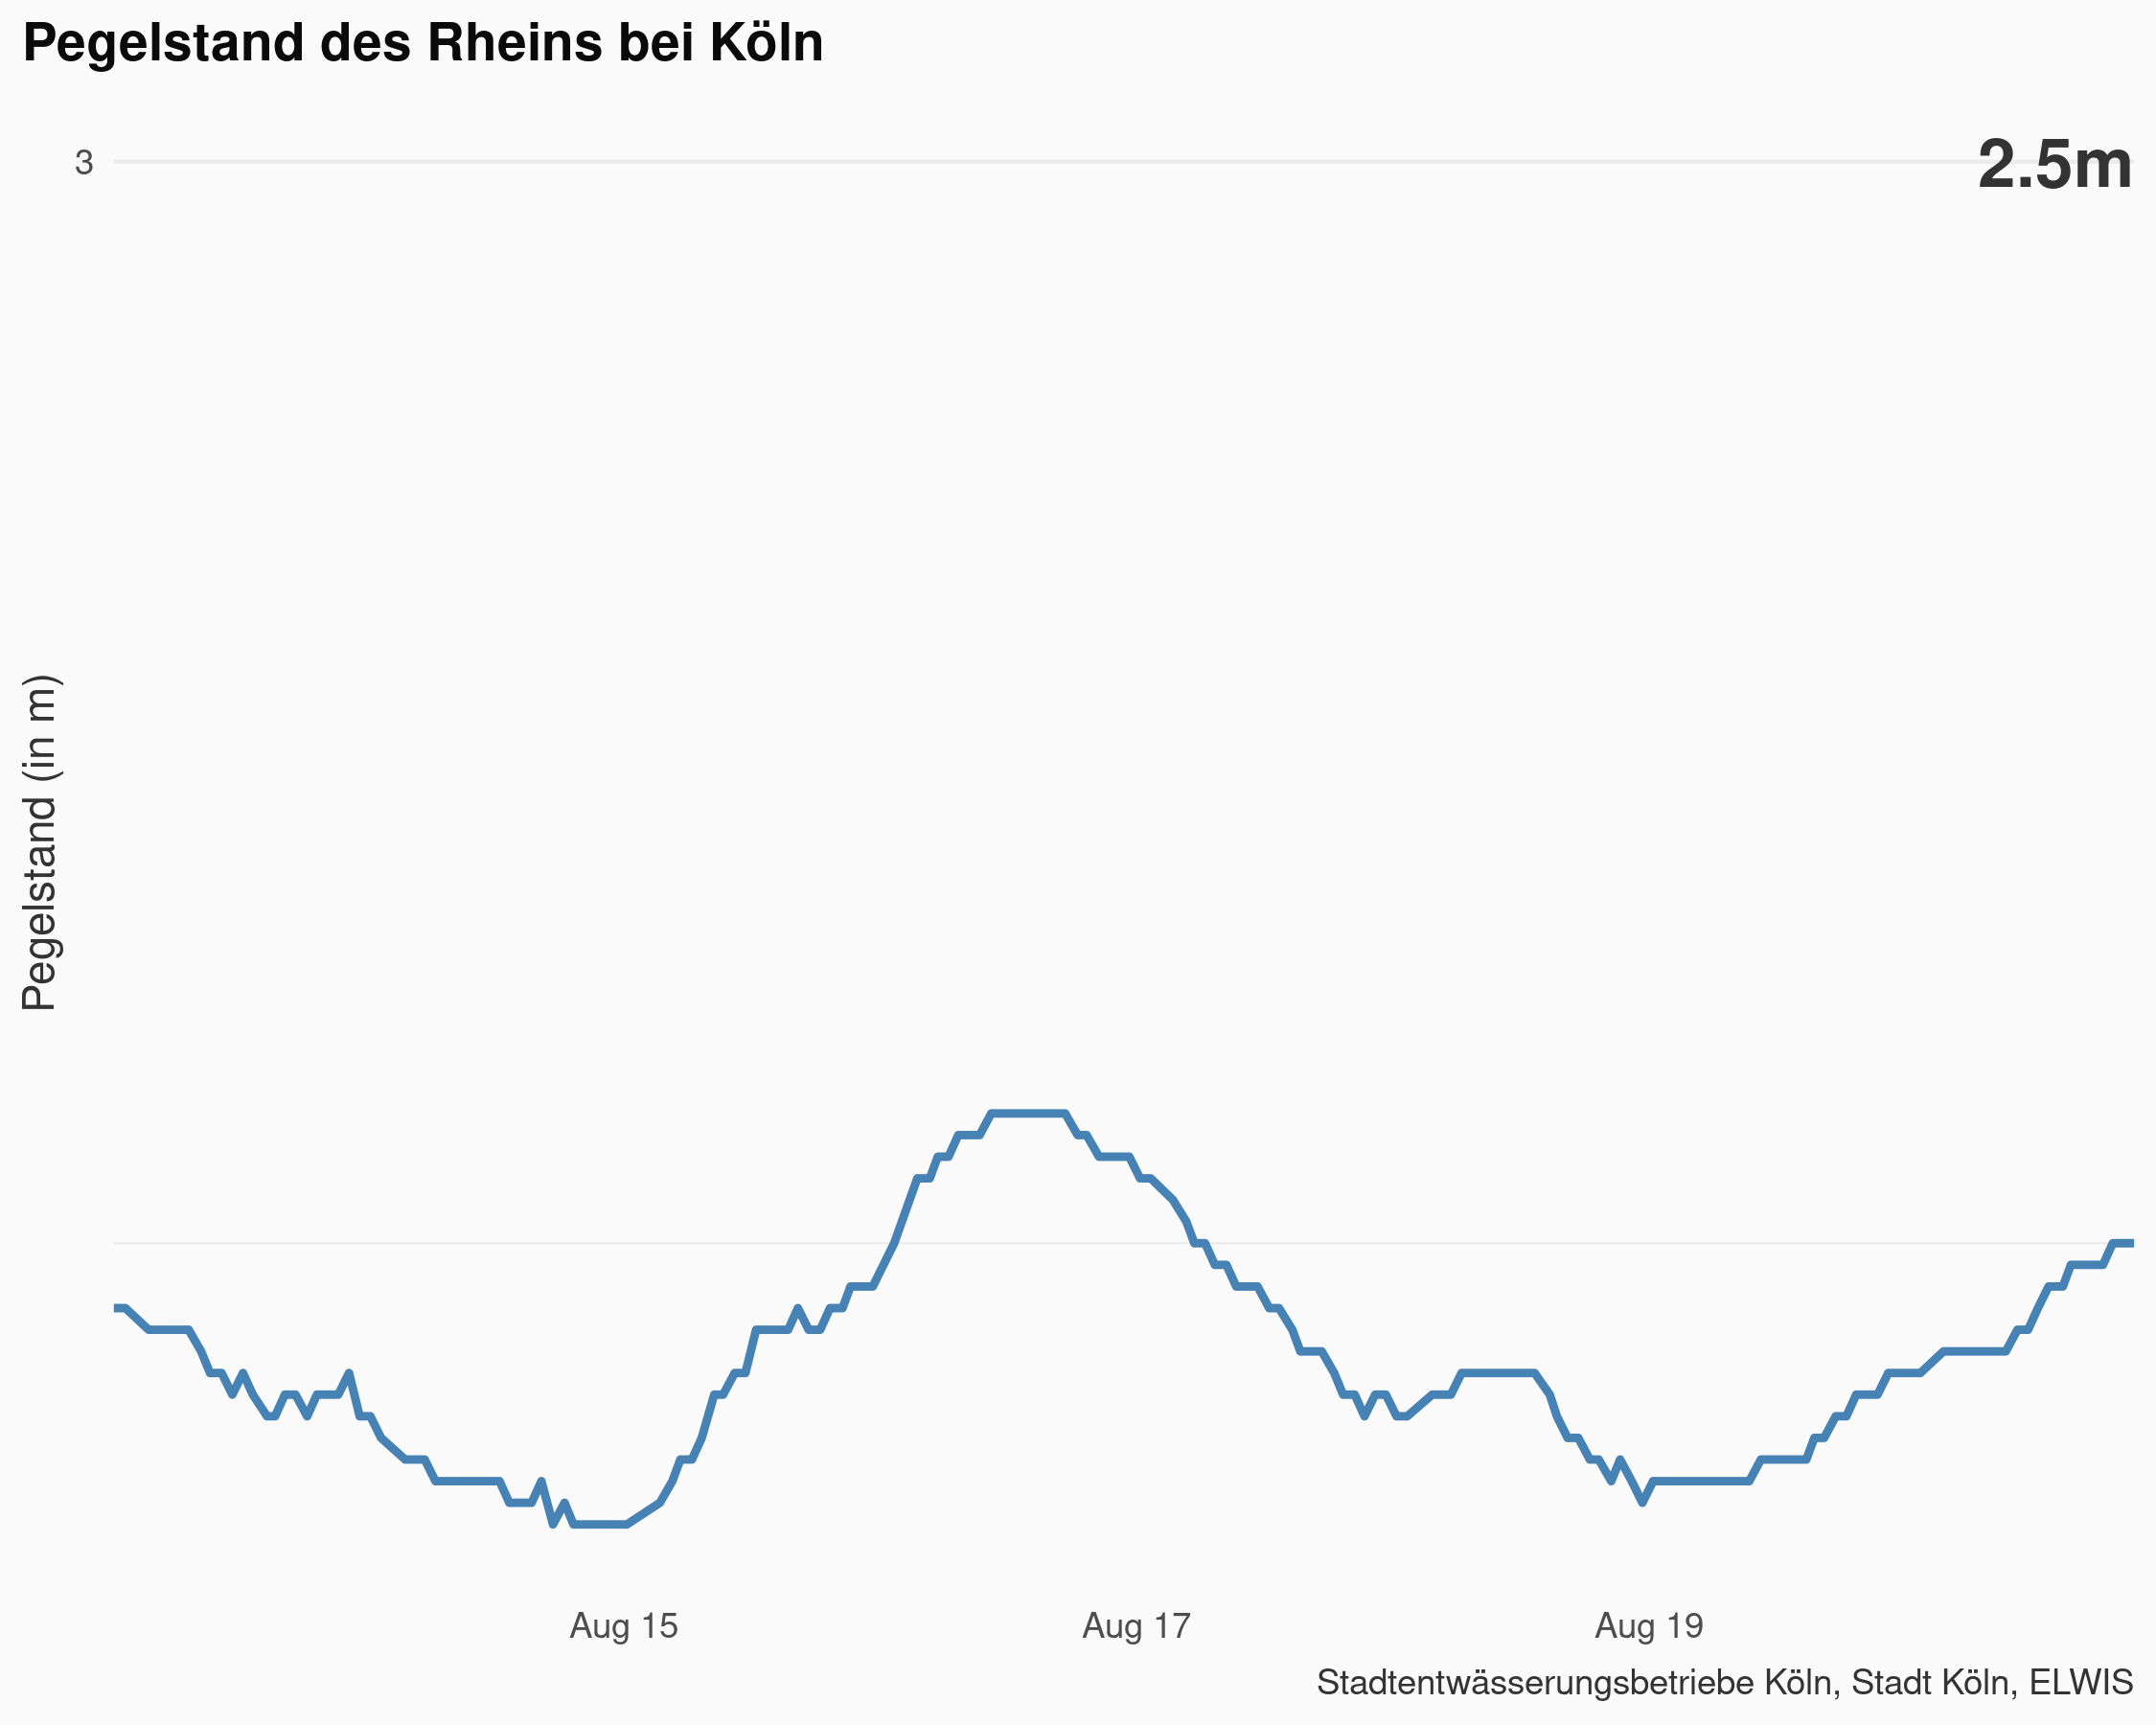 Pegelstand des Rheins bei Köln
3
2.5m
Pegelstand (in m)
Aug 15
Aug 17
Aug 19
Stadtentwässerungsbetriebe Köln, Stadt Köln, ELWIS